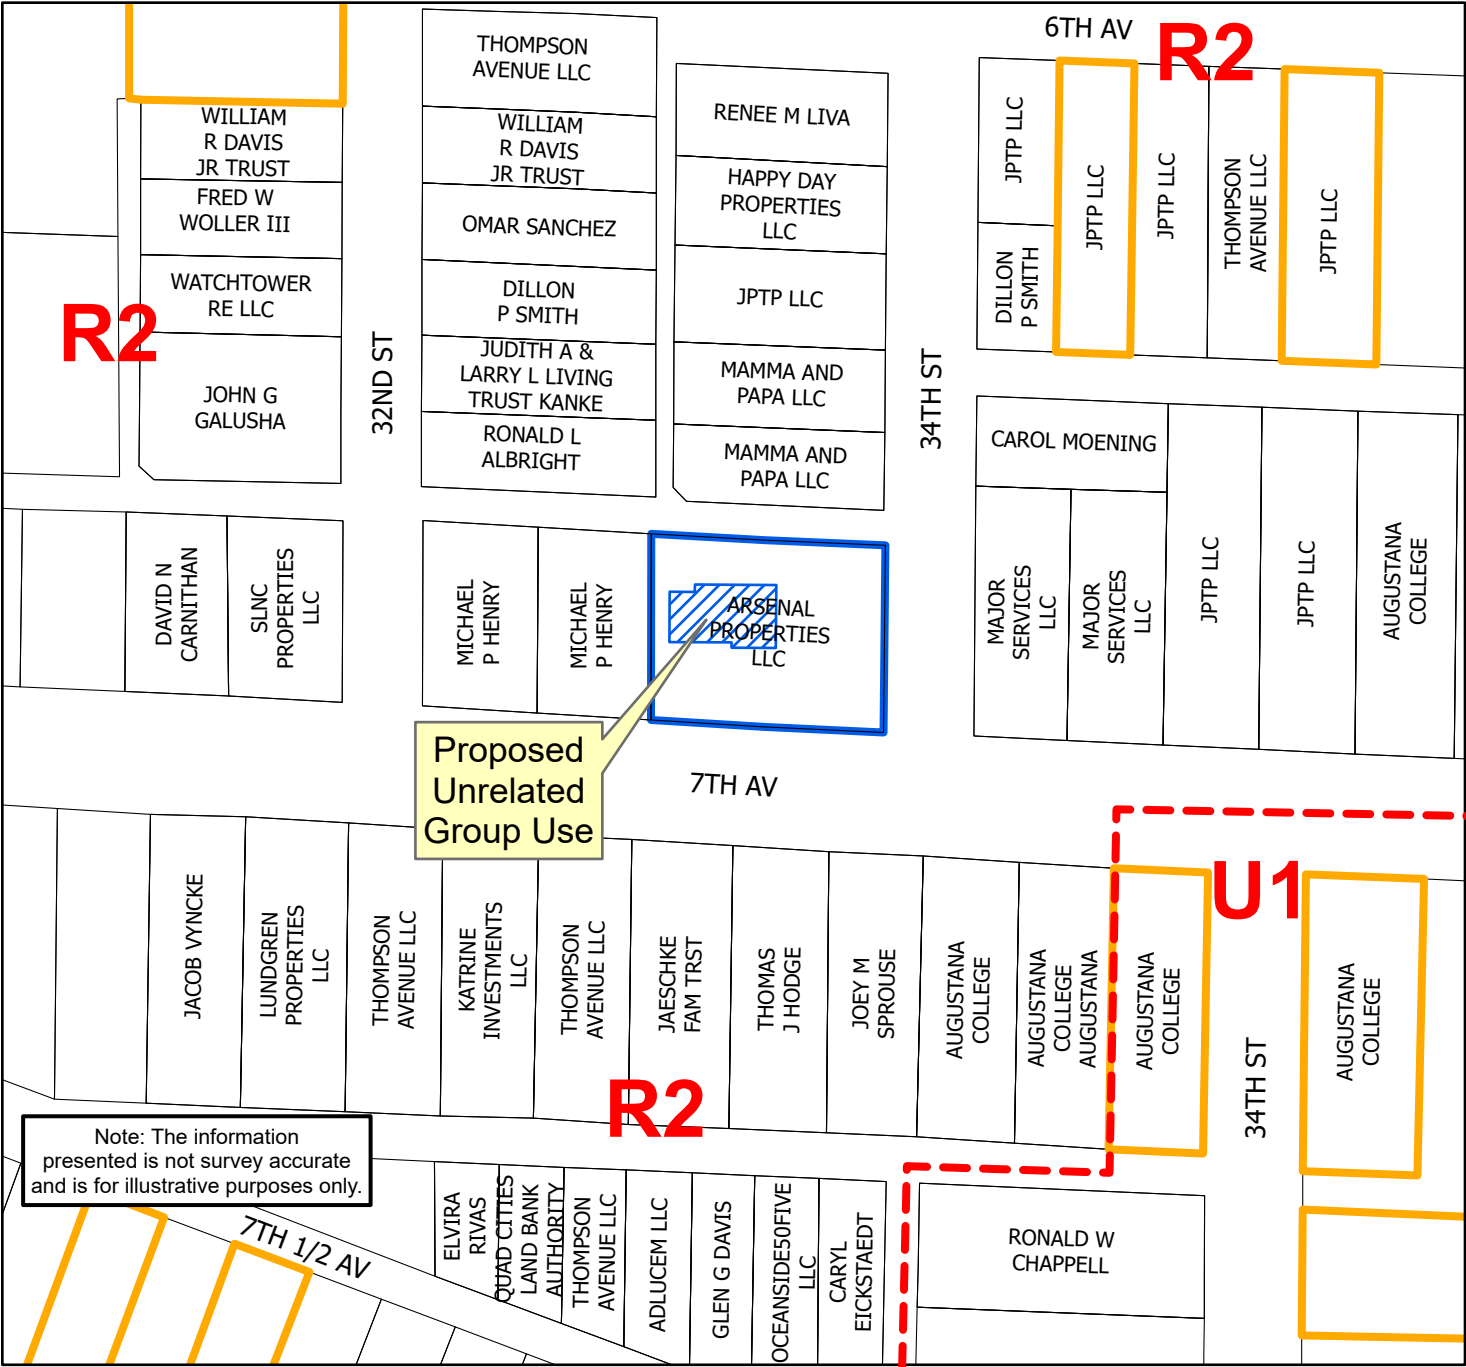 6TH AV
R2
THOMPSON
AVENUE LLC
RENEE M LIVA
WILLIAM
R DAVIS
JR TRUST
WILLIAM
R DAVIS
JR TRUST
HAPPY DAY
PROPERTIES
LLC
FRED W
WOLLER III
OMAR SANCHEZ
WATCHTOWER
RE LLC
DILLON
P SMITH
JPTP LLC
R2
JUDITH A &
LARRY L LIVING
TRUST KANKE
MAMMA AND
PAPA LLC
JOHN G
GALUSHA
RONALD L
ALBRIGHT
MAMMA AND
PAPA LLC
32ND ST
34TH ST
JPTP LLC
DILLON
P SMITH
JPTP LLC
JPTP LLC
THOMPSON
AVENUE LLC
JPTP LLC
CAROL MOENING
DAVID N
CARNITHAN
SLNC
PROPERTIES
LLC
MICHAEL
P HENRY
MICHAEL
P HENRY
ARSENAL
PROPERTIES
LLC
MAJOR
SERVICES
LLC
MAJOR
SERVICES
LLC
JPTP LLC
JPTP LLC
AUGUSTANA
COLLEGE
Proposed
Unrelated
Group Use
7TH AV
U1
JACOB VYNCKE
LUNDGREN
PROPERTIES
LLC
THOMPSON
AVENUE LLC
KATRINE
INVESTMENTS
LLC
THOMPSON
AVENUE LLC
JAESCHKE
FAM TRST
THOMAS
J HODGE
JOEY M
SPROUSE
AUGUSTANA
COLLEGE
AUGUSTANA
COLLEGE
AUGUSTANA
AUGUSTANA
COLLEGE
34TH ST
AUGUSTANA
COLLEGE
R2
Note: The information
presented is not survey accurate
and is for illustrative purposes only.
7TH 1/2 AV
ELVIRA
RIVAS
QUAD CITIES
LAND BANK
AUTHORITY
THOMPSON
AVENUE LLC
ADLUCEM LLC
GLEN G DAVIS
OCEANSIDE50FIVE
LLC
CARYL
EICKSTAEDT
RONALD W
CHAPPELL